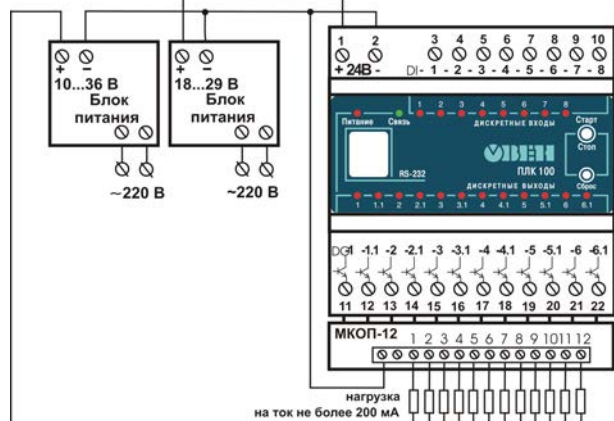 + –
10...36 В
Блок
питания
~220 В
+ –
18...29 В
Блок
питания
~220 В
1 2 3 4 5 6 7 8 9 10
+ 24В - DI - 1 - 2 - 3 - 4 - 5 - 6 - 7 - 8
Питание Связь 1 2 3 4 5 6 7 8
ДИСКРЕТНЫЕ ВХОДЫ
Старт
Стоп
ОВЕН
ПЛК 100
RS-232
ДИСКРЕТНЫЕ ВЫХОДЫ
Сброс
1 1.1 2 2.1 3 3.1 4 4.1 5 5.1 6 6.1
DO -1 -1.1 -2 -2.1 -3 -3.1 -4 -4.1 -5 -5.1 -6 -6.1
11 12 13 14 15 16 17 18 19 20 21 22
МКОП-12 1 2 3 4 5 6 7 8 9 10 11 12
нагрузка
на ток не более 200 мА